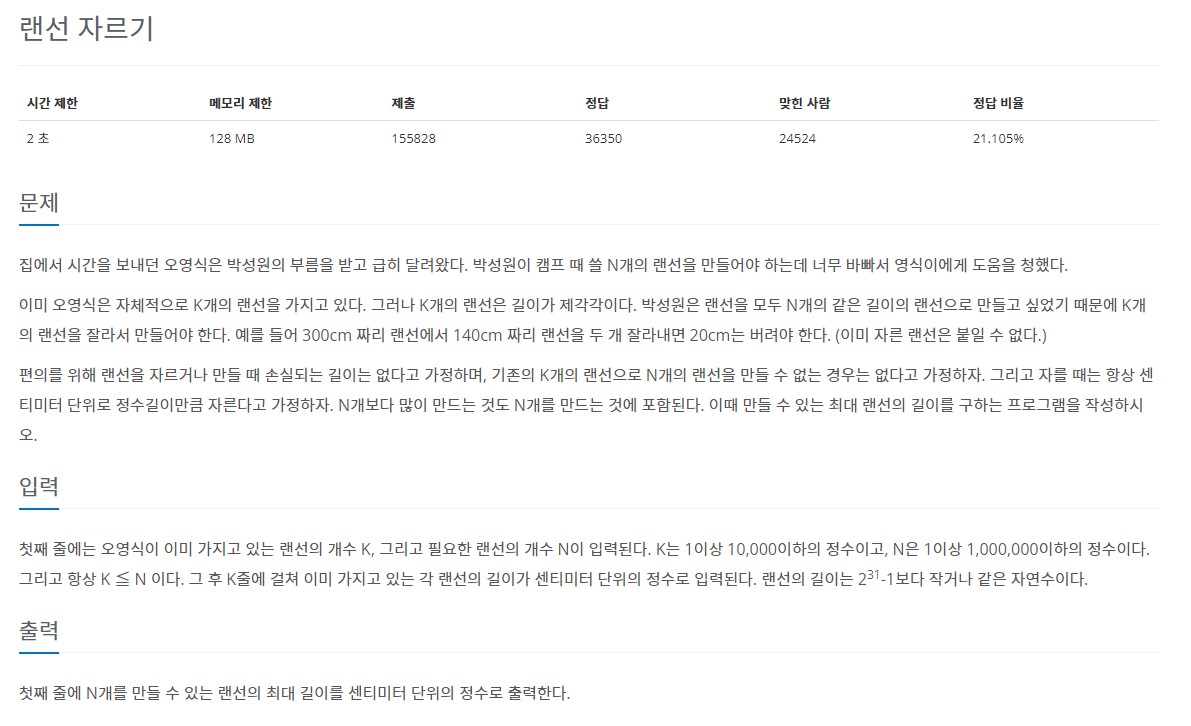 랜선 자르기
시간 제한 메모리 제한 제출 정답 맞힌 사람 정답 비율
2 초 128 MB 155828 36350 24524 21.105%
문제
집에서 시간을 보내던 오영식은 박성원의 부름을 받고 급히 달려왔다. 박성원이 캠프 때 쓸 N개의 랜선을 만들어야 하는데 너무 바빠서 영식이에게 도움을 청했다.
이미 오영식은 자체적으로 K개의 랜선을 가지고 있다. 그러나 K개의 랜선은 길이가 제각각이다. 박성원은 랜선을 모두 N개의 같은 길이의 랜선으로 만들고 싶었기 때문에 K개
의 랜선을 잘라서 만들어야 한다. 예를 들어 300cm 짜리 랜선에서 140cm 짜리 랜선을 두 개 잘라내면 20cm는 버려야 한다. (이미 자른 랜선은 붙일 수 없다.)
편의를 위해 랜선을 자르거나 만들 때 손실되는 길이는 없다고 가정하며, 기존의 K개의 랜선으로 N개의 랜선을 만들 수 없는 경우는 없다고 가정하자. 그리고 자를 때는 항상 센
티미터 단위로 정수길이만큼 자른다고 가정하자. N개보다 많이 만드는 것도 N개를 만드는 것에 포함된다. 이때 만들 수 있는 최대 랜선의 길이를 구하는 프로그램을 작성하시
오.
입력
첫째 줄에는 오영식이 이미 가지고 있는 랜선의 개수 K, 그리고 필요한 랜선의 개수 N이 입력된다. K는 1이상 10,000이하의 정수이고, N은 1이상 1,000,000이하의 정수이다.
그리고 항상 K ≦ N 이다. 그 후 K줄에 걸쳐 이미 가지고 있는 각 랜선의 길이가 센티미터 단위의 정수로 입력된다. 랜선의 길이는 2³¹-1보다 작거나 같은 자연수이다.
출력
첫째 줄에 N개를 만들 수 있는 랜선의 최대 길이를 센티미터 단위의 정수로 출력한다.